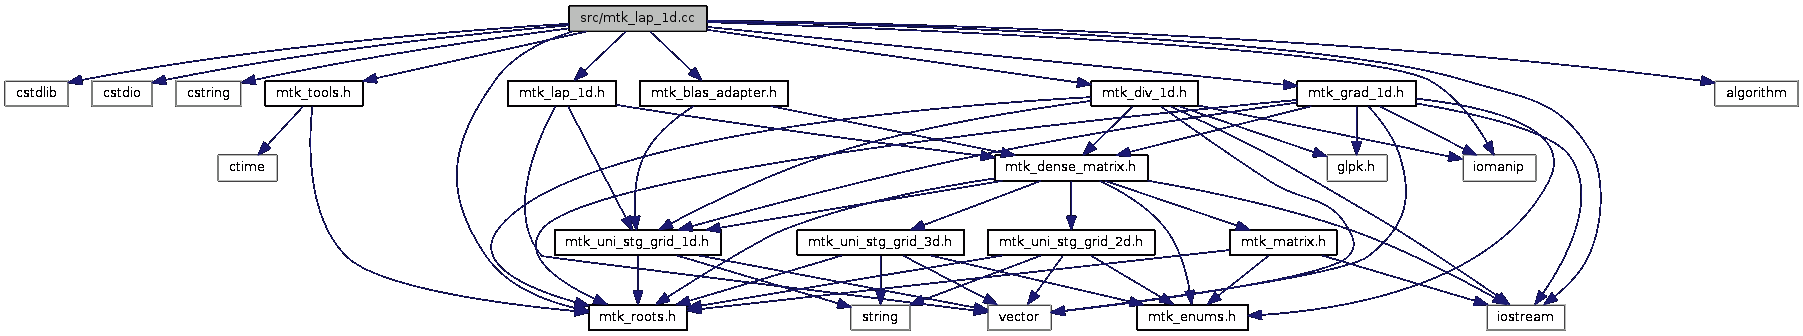 src/mtk_lap_1d.cc
cstdlib
cstdio
cstring
mtk_tools.h
mtk_lap_1d.h
mtk_blas_adapter.h
mtk_div_1d.h
mtk_grad_1d.h
algorithm
ctime
mtk_dense_matrix.h
glpk.h
iomanip
mtk_uni_stg_grid_1d.h
mtk_uni_stg_grid_3d.h
mtk_uni_stg_grid_2d.h
mtk_matrix.h
mtk_roots.h
string
vector
mtk_enums.h
iostream